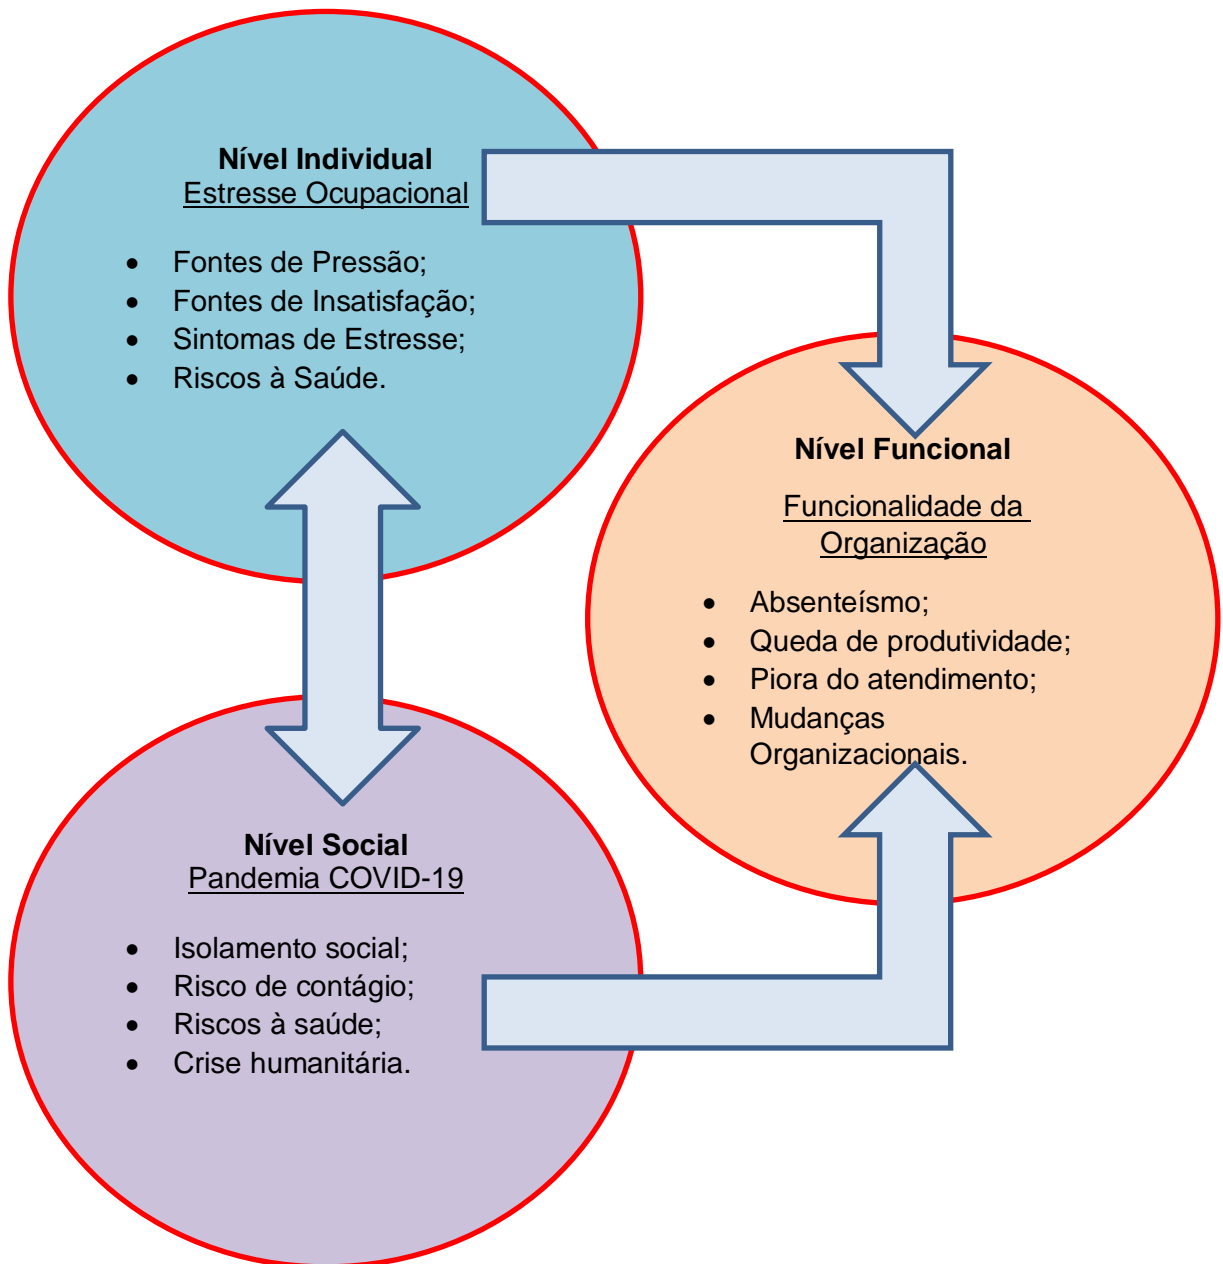 Nível Individual
Estresse Ocupacional
• Fontes de Pressão;
• Fontes de Insatisfação;
• Sintomas de Estresse;
• Riscos à Saúde.
Nível Funcional
Funcionalidade da
Organização
• Absenteísmo;
• Queda de produtividade;
• Piora do atendimento;
• Mudanças
Organizacionais.
Nível Social
Pandemia COVID-19
• Isolamento social;
• Risco de contágio;
• Riscos à saúde;
• Crise humanitária.